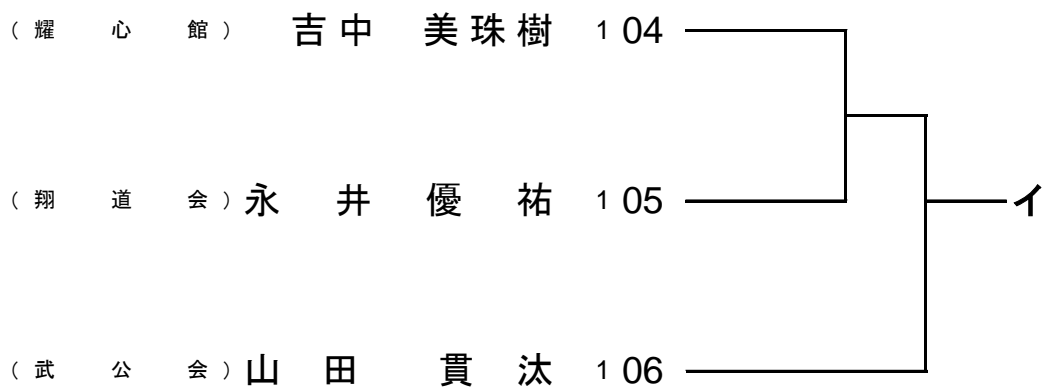 (耀心館) 吉中 美珠樹 1 04
(翔道会) 永井 優祐 1 05
イ
(武公会) 山田 貫汰 1 06